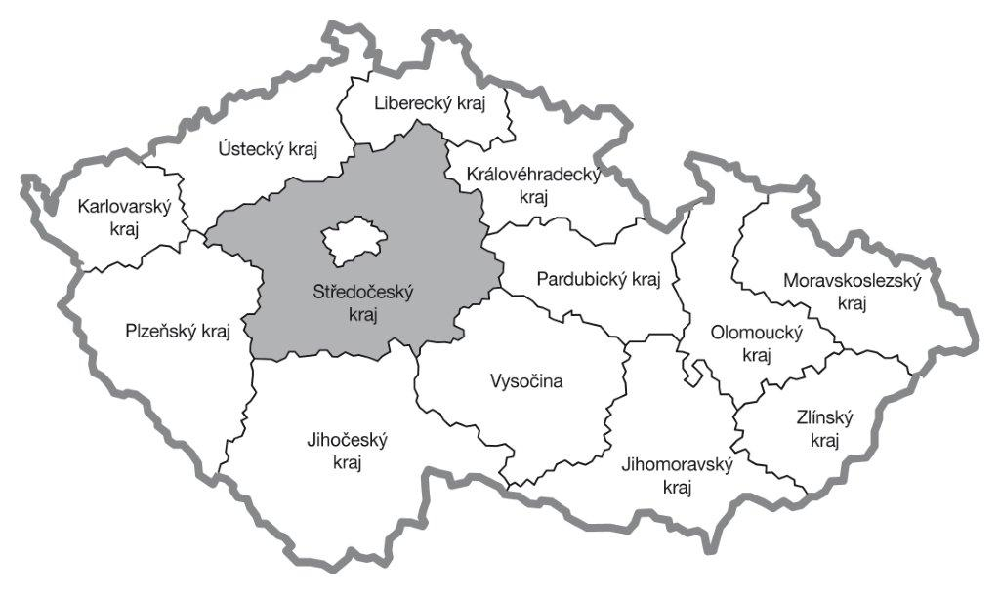 Liberecký kraj
Ústecký kraj
Královéhradecký
kraj
Karlovarský
kraj
Středočeský
kraj
Pardubický kraj
Moravskoslezský
kraj
Plzeňský kraj
Olomoucký
kraj
Vysočina
Zlínský
kraj
Jihočeský
kraj
Jihomoravský
kraj